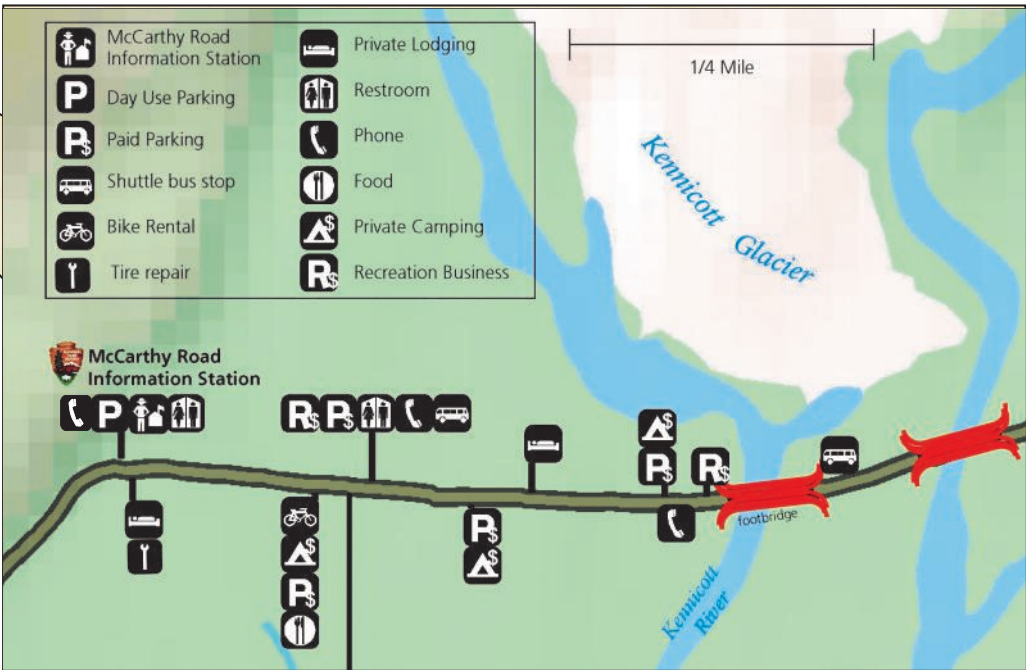 McCarthy Road
Information Station
Day Use Parking
Paid Parking
Shuttle bus stop
Bike Rental
Tire repair
Private Lodging
Restroom
Phone
Food
Private Camping
Recreation Business
P
P$
$
R$
1/4 Mile
Kennicott Glacier
McCarthy Road
Information Station
P
R$ P$
$
P$
P$
$
$
P$
R$
footbridge
Kennicott
River